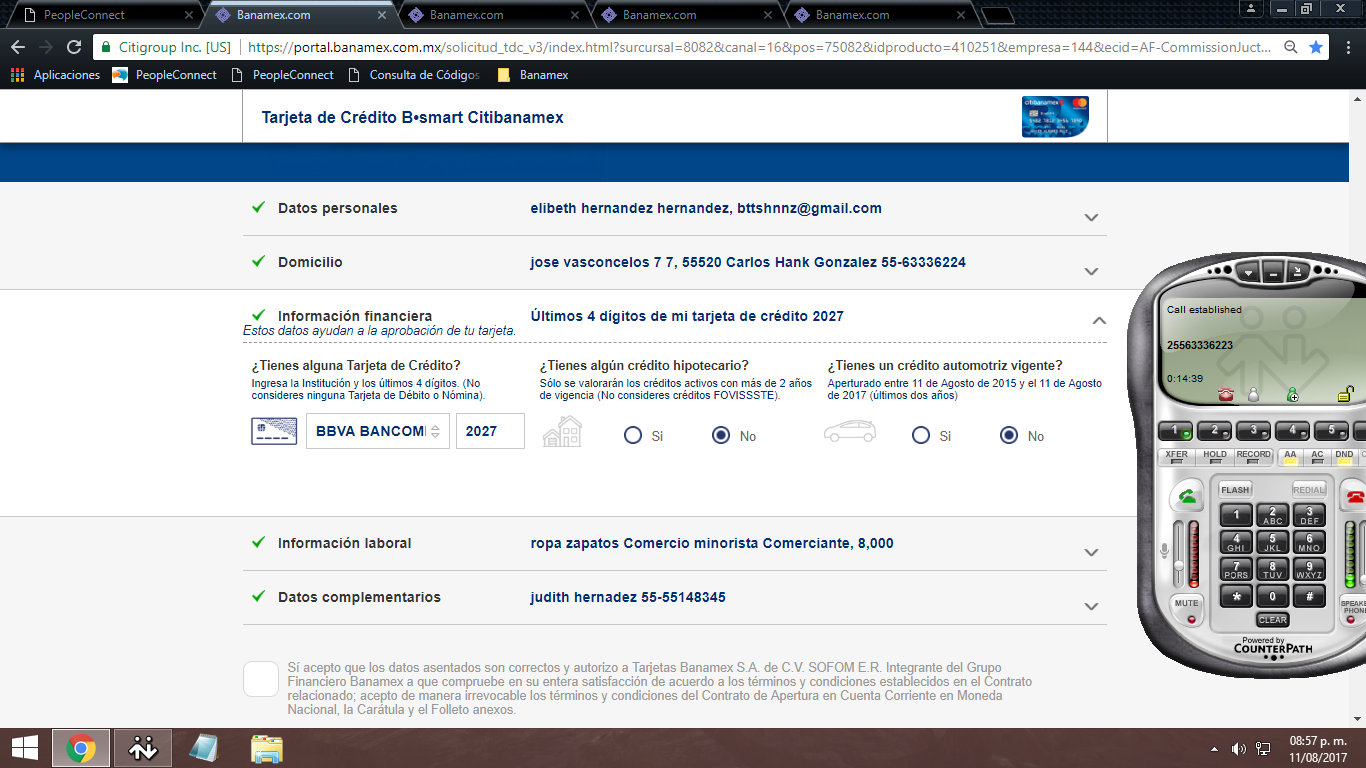 PeopleConnect
Banamex.com
Banamex.com
Banamex.com
Banamex.com
Citigroup Inc. [US] https://portal.banamex.com.mx/solicitud_tdc_v3/index.html?surcursal=8082&canal=16&pos=75082&idproducto=410251&empresa=144&ecid=AF-CommissionJuct...
Aplicaciones PeopleConnect PeopleConnect Consulta de Códigos Banamex
Tarjeta de Crédito B•smart Citibanamex
citibanamex
Datos personales elibeth hernandez hernandez, bttshnnz@gmail.com
Domicilio jose vasconcelos 7 7, 55520 Carlos Hank Gonzalez 55-63336224
Información financiera Últimos 4 dígitos de mi tarjeta de crédito 2027
Estos datos ayudan a la aprobación de tu tarjeta.
¿Tienes alguna Tarjeta de Crédito?
Ingresa la Institución y los últimos 4 dígitos. (No
consideres ninguna Tarjeta de Débito o Nómina).
BBVA BANCOM 2027
¿Tienes algún crédito hipotecario?
Sólo se valorarán los créditos activos con más de 2 años
de vigencia (No consideres créditos FOVISSSTE).
Si No
¿Tienes un crédito automotriz vigente?
Aperturado entre 11 de Agosto de 2015 y el 11 de Agosto
de 2017 (últimos dos años)
Si No
Información laboral ropa zapatos Comercio minorista Comerciante, 8,000
Datos complementarios judith hernadez 55-55148345
Sí acepto que los datos asentados son correctos y autorizo a Tarjetas Banamex S.A. de C.V. SOFOM E.R. Integrante del Grupo
Financiero Banamex a que compruebe en su entera satisfacción de acuerdo a los términos y condiciones establecidos en el Contrato
relacionado; acepto de manera irrevocable los términos y condiciones del Contrato de Apertura en Cuenta Corriente en Moneda
Nacional, la Carátula y el Folleto anexos.
Call established
25563336223
0:14:39
1 2 3 4 5
XFER HOLD RECORD AA AC DND
FLASH REDIAL
1 2 ABC 3 DEF
4 GHI 5 JKL 6 MNO
7 PQRS 8 TUV 9 WXYZ
* 0 #
MUTE CLEAR SPEAKER PHONE
Powered by
COUNTERPATH
08:57 p. m.
11/08/2017